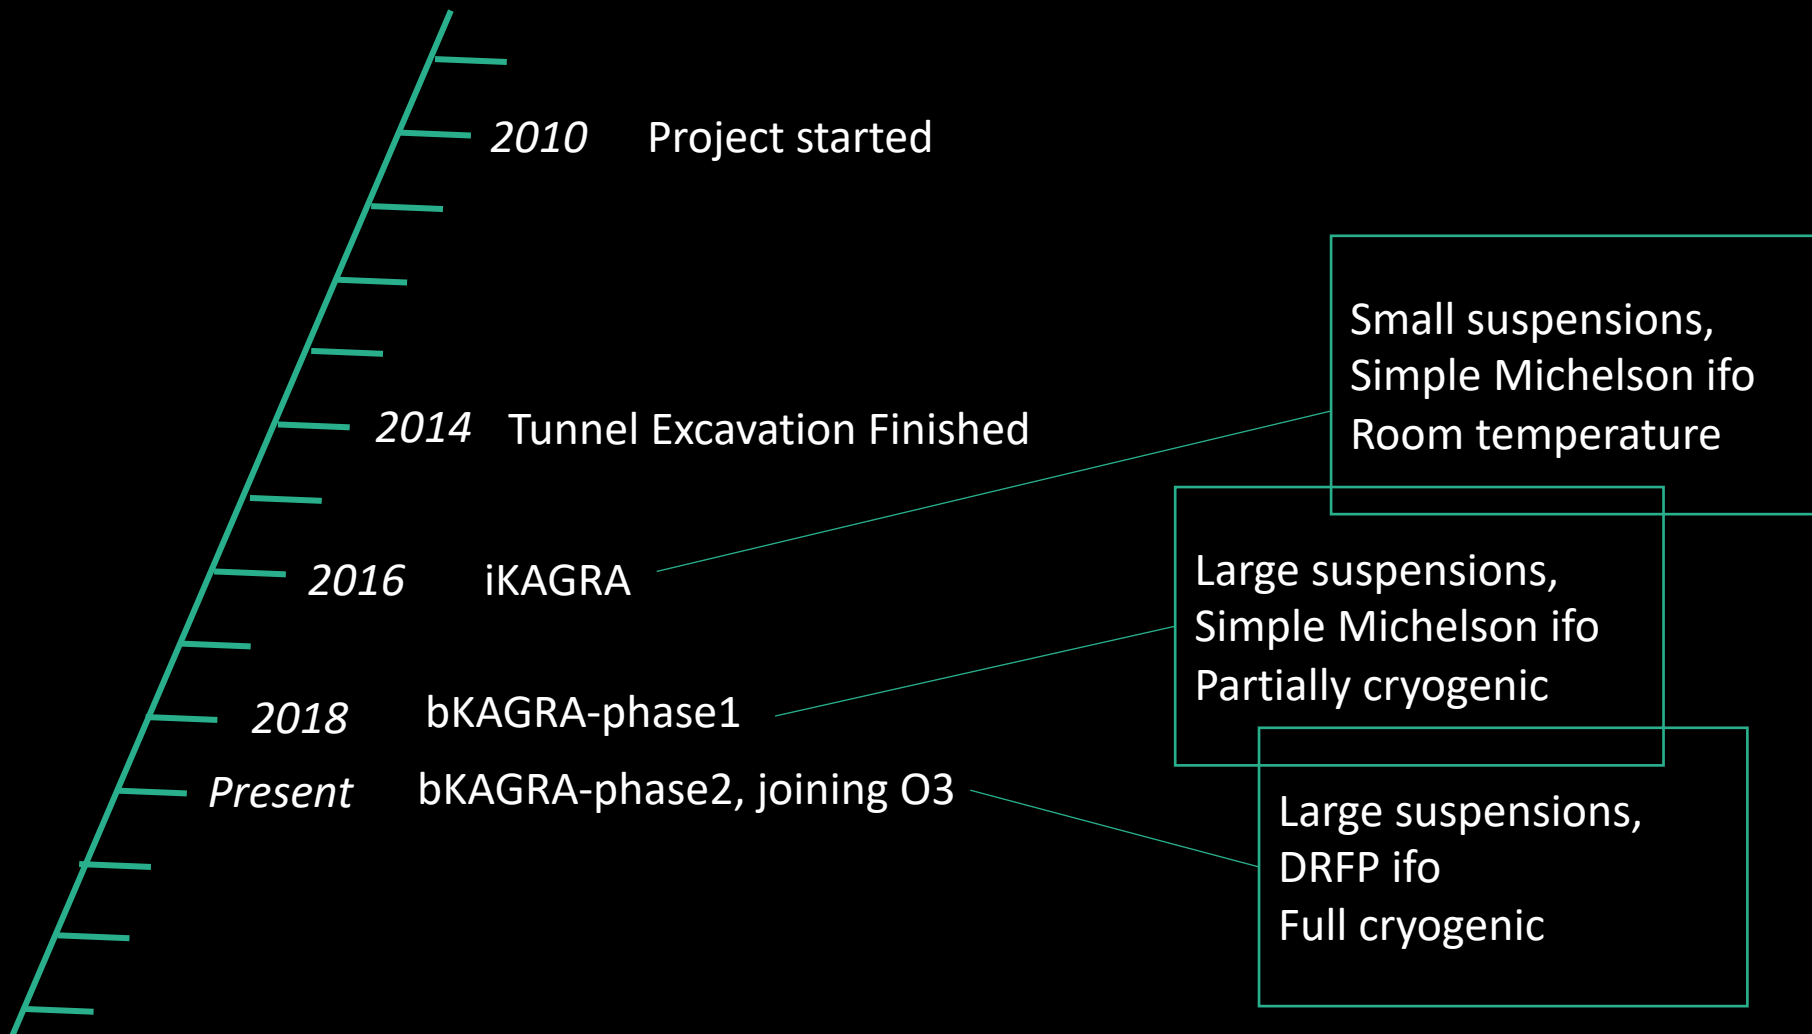 2010 Project started
2014 Tunnel Excavation Finished
2016 iKAGRA
2018 bKAGRA-phase1
Present bKAGRA-phase2, joining O3
Small suspensions,
Simple Michelson ifo
Room temperature
Large suspensions,
Simple Michelson ifo
Partially cryogenic
Large suspensions,
DRFP ifo
Full cryogenic